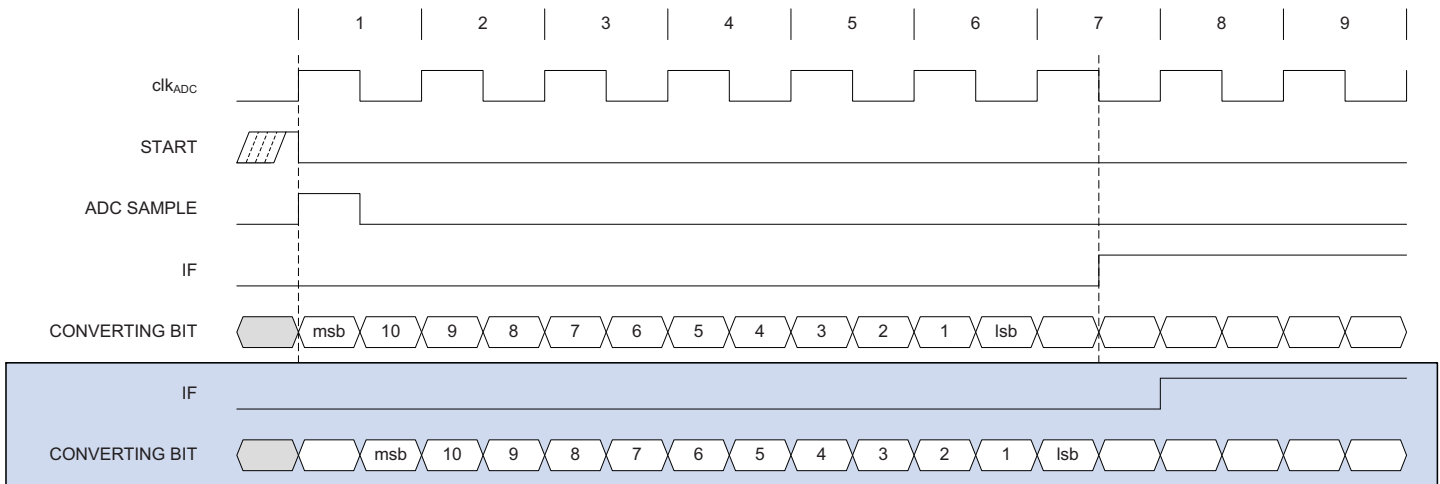 1 2 3 4 5 6 7 8 9
clkADC
START
ADC SAMPLE
IF
CONVERTING BIT msb 10 9 8 7 6 5 4 3 2 1 lsb
IF
CONVERTING BIT msb 10 9 8 7 6 5 4 3 2 1 lsb